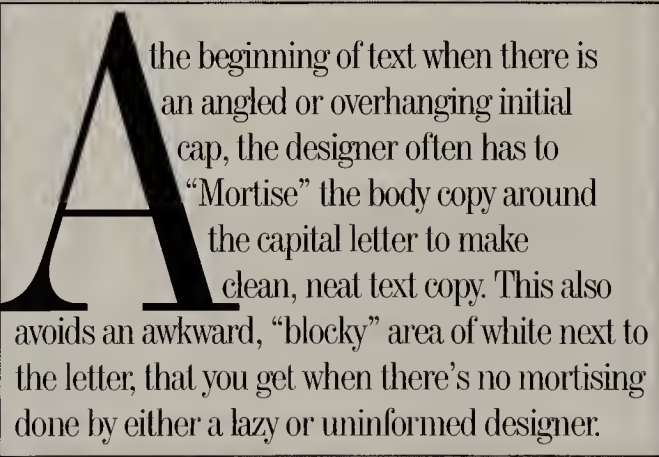 A the beginning of text when there is
an angled or overhanging initial
cap, the designer often has to
“Mortise” the body copy around
the capital letter to make
clean, neat text copy. This also
avoids an awkward, “blocky” area of white next to
the letter, that you get when there’s no mortising
done by either a lazy or uninformed designer.